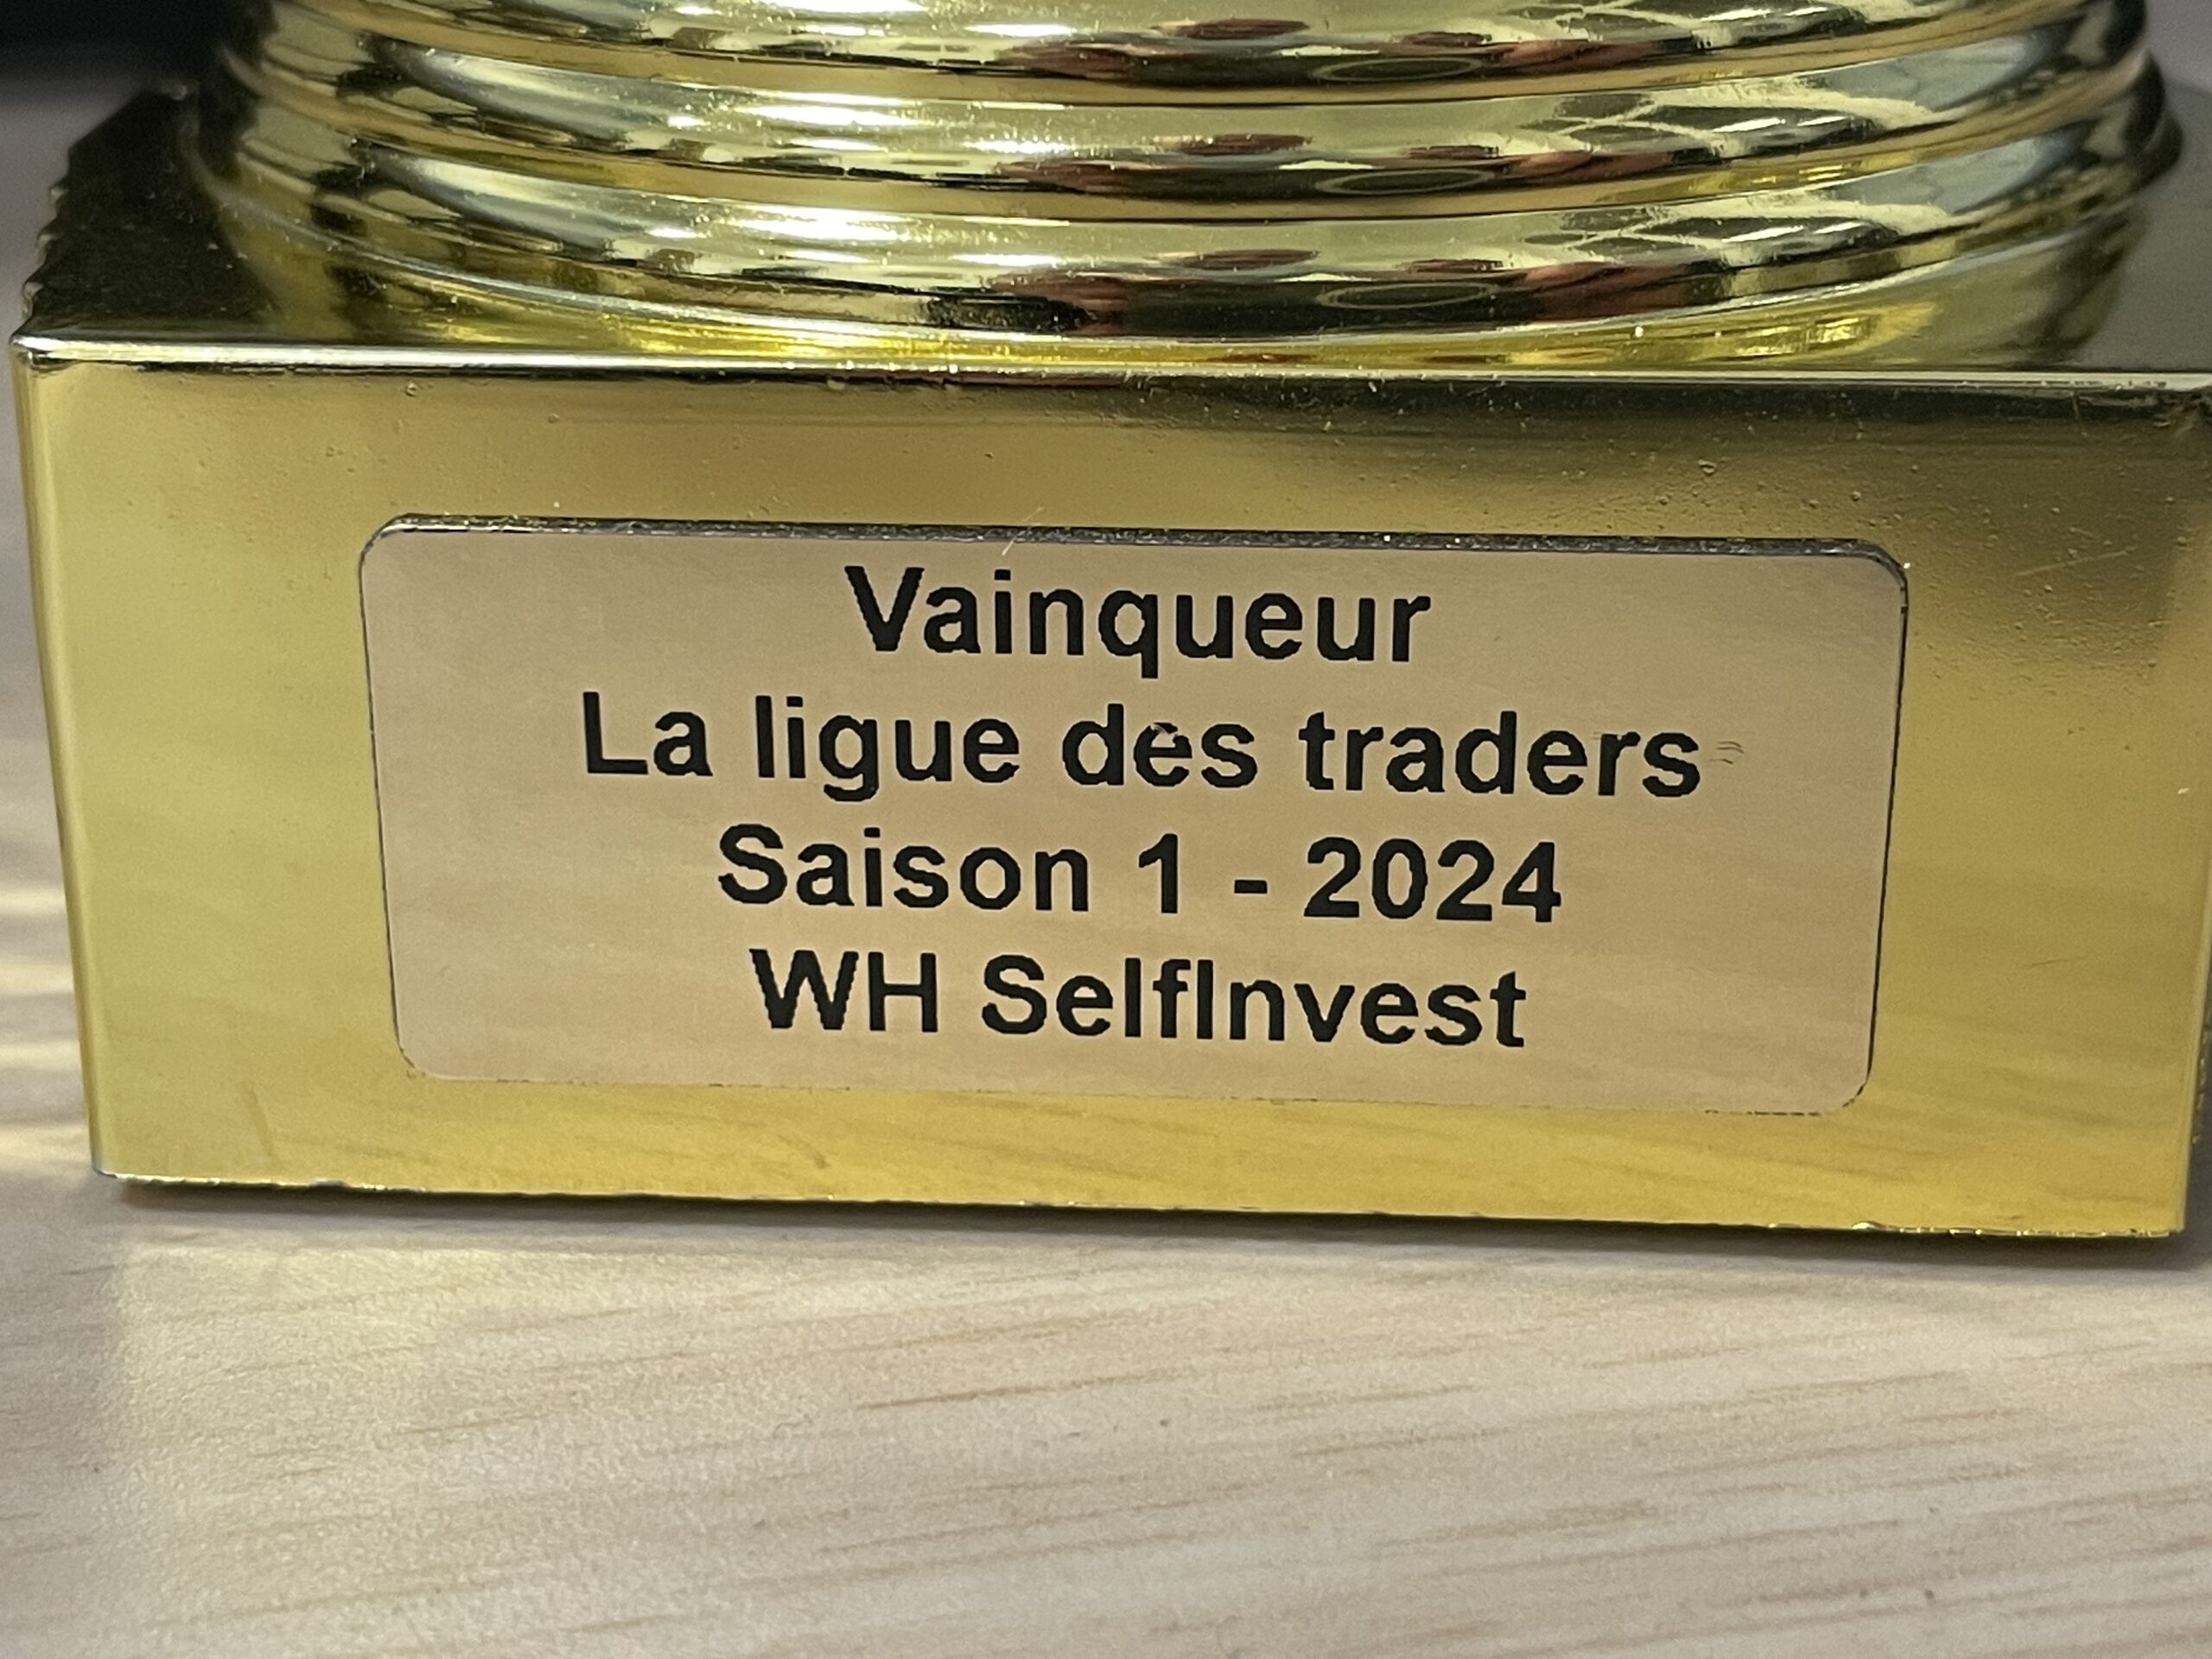 Vainqueur
La ligue des traders
Saison 1 - 2024
WH SelfInvest